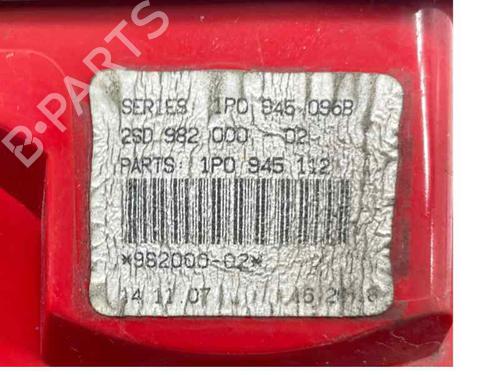 B-PARTS
SERIES 1P0 945 096B
2SD 982 000 -02
PARTS 1P0 945 112
*982000-02*
14 11 07